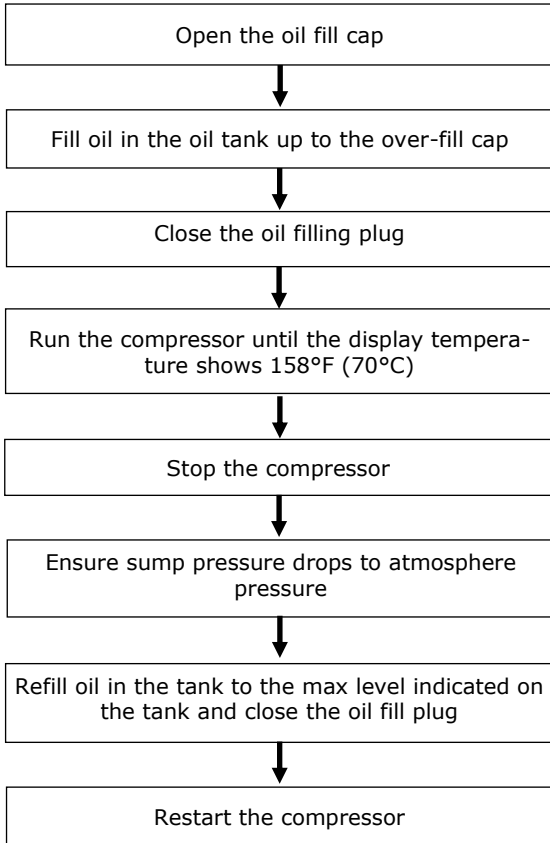 Open the oil fill cap
Fill oil in the oil tank up to the over-fill cap
Close the oil filling plug
Run the compressor until the display tempera-
ture shows 158°F (70°C)
Stop the compressor
Ensure sump pressure drops to atmosphere
pressure
Refill oil in the tank to the max level indicated on
the tank and close the oil fill plug
Restart the compressor